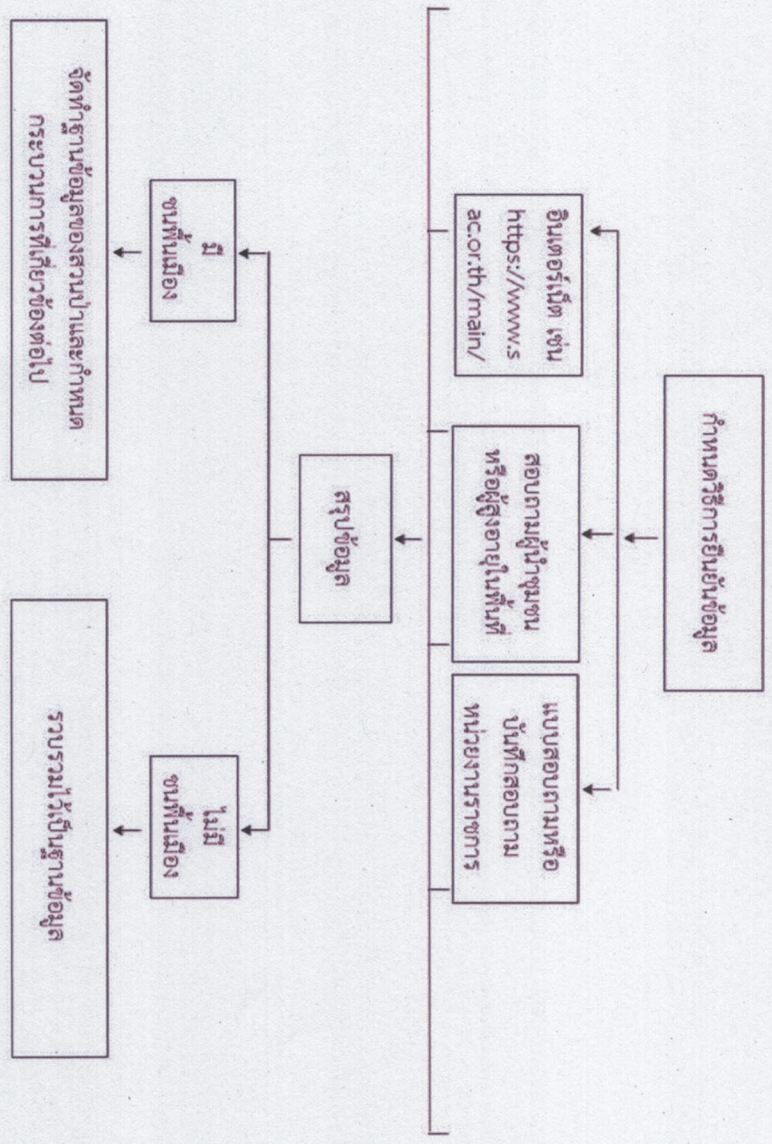 กำหนดวิธีการยืนยันข้อมูล
อินเตอร์เน็ต เช่น
https://www.s
ac.or.th/main/
สอบถามผู้นำชุมชน
หรือผู้สูงอายุในพื้นที่
แบบสอบถามหรือ
บันทึกสอบถาม
หน่วยงานราชการ
สรุปข้อมูล
มี
ชนพื้นเมือง
ไม่มี
ชนพื้นเมือง
จัดทำฐานข้อมูลของสวนป่าและกำหนด
กระบวนการที่เกี่ยวข้องต่อไป
รวบรวมไว้เป็นฐานข้อมูล